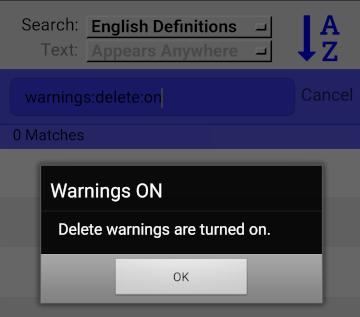 Search: English Definitions
Text: Appears Anywhere
A
Z
warnings:delete:on
Cancel
0 Matches
Warnings ON
Delete warnings are turned on.
OK